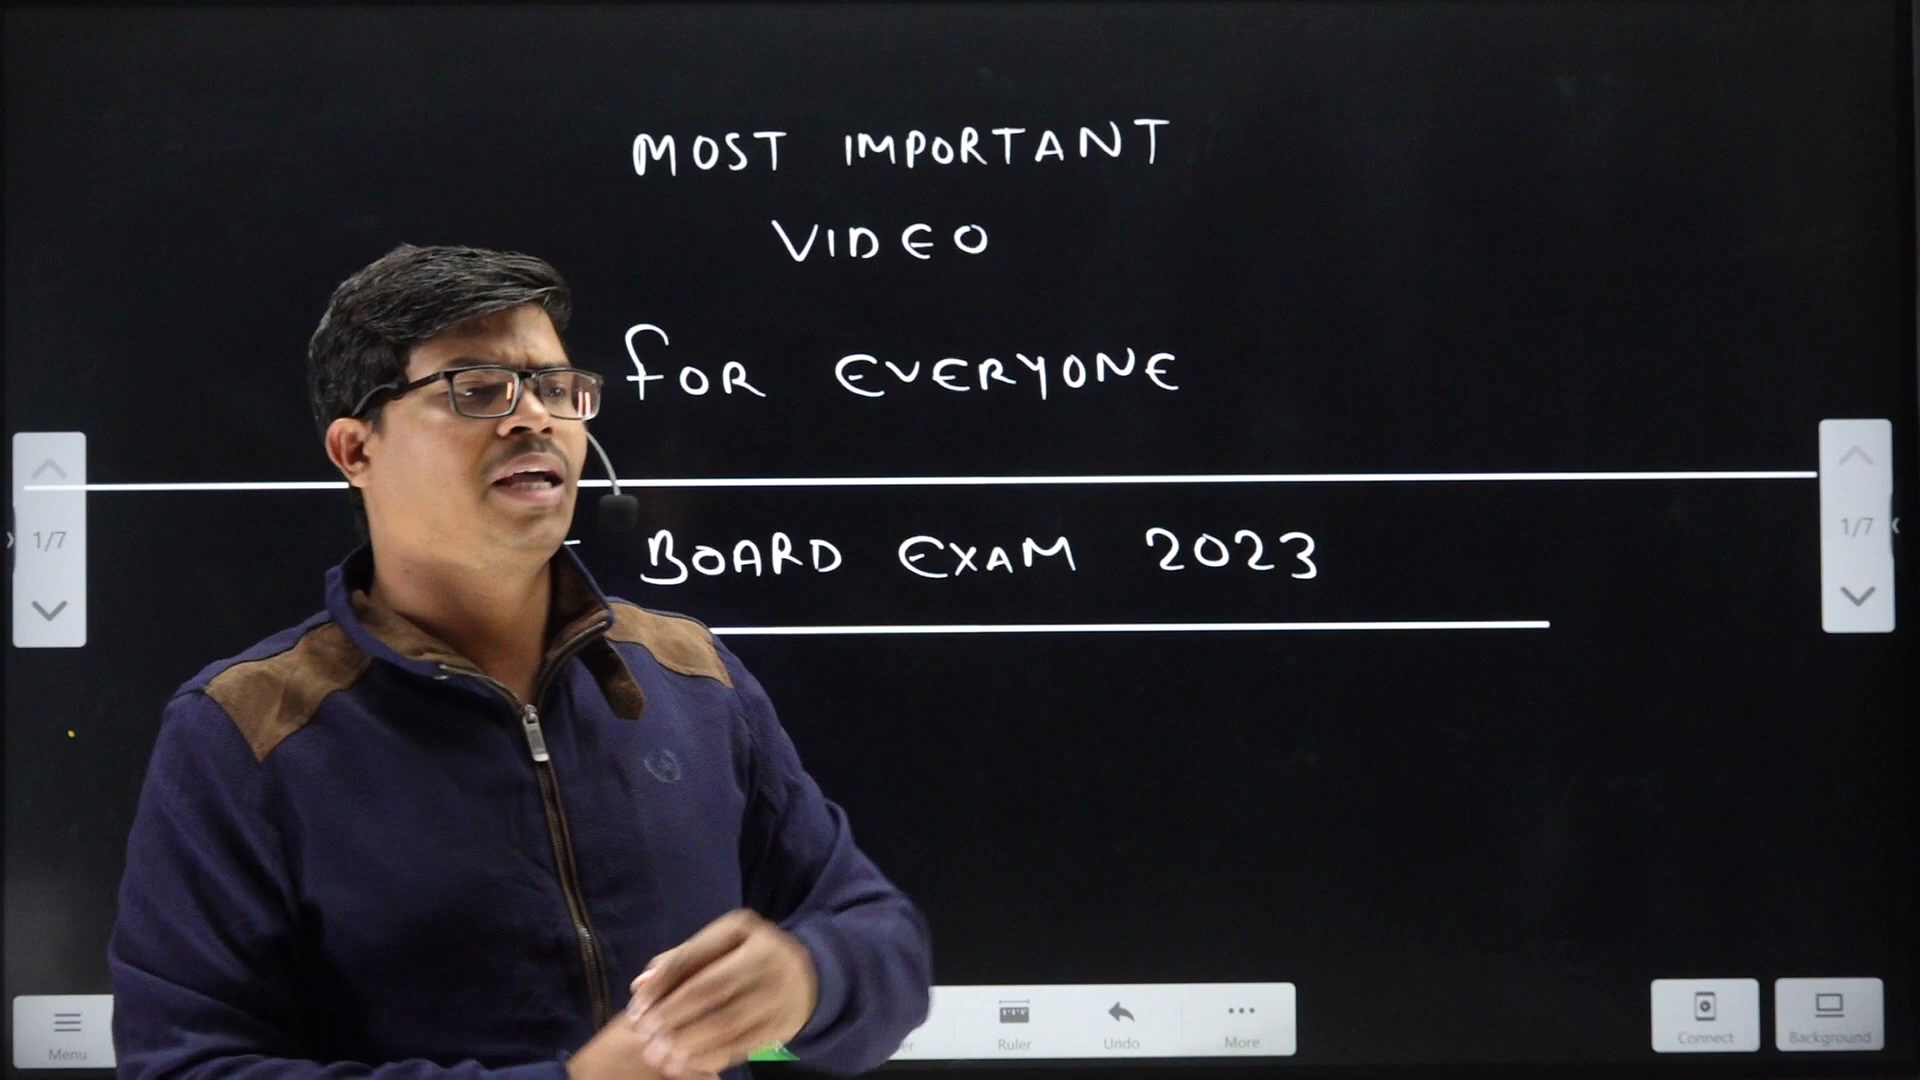 MOST IMPORTANT
VIDEO
FOR EVERYONE
1/7
1/7
BOARD EXAM 2023
Menu
Ruler
Undo
More
Connect
Background